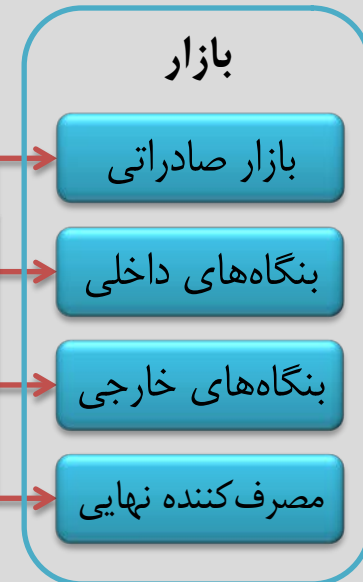 بازار
بازار صادراتی
بنگاه‌های داخلی
بنگاه‌های خارجی
مصرف‌کننده نهایی